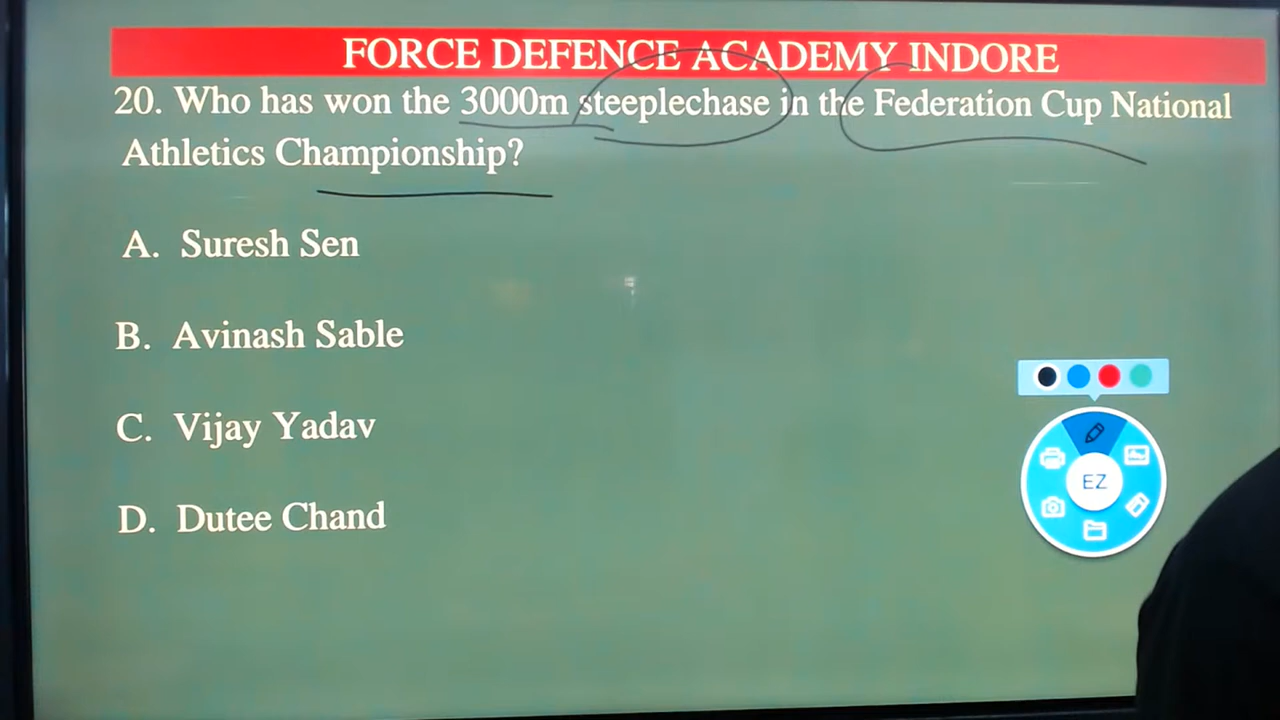 FORCE DEFENCE ACADEMY INDORE
20. Who has won the 3000m steeplechase in the Federation Cup National
Athletics Championship?
A. Suresh Sen
B. Avinash Sable
C. Vijay Yadav
D. Dutee Chand
EZ